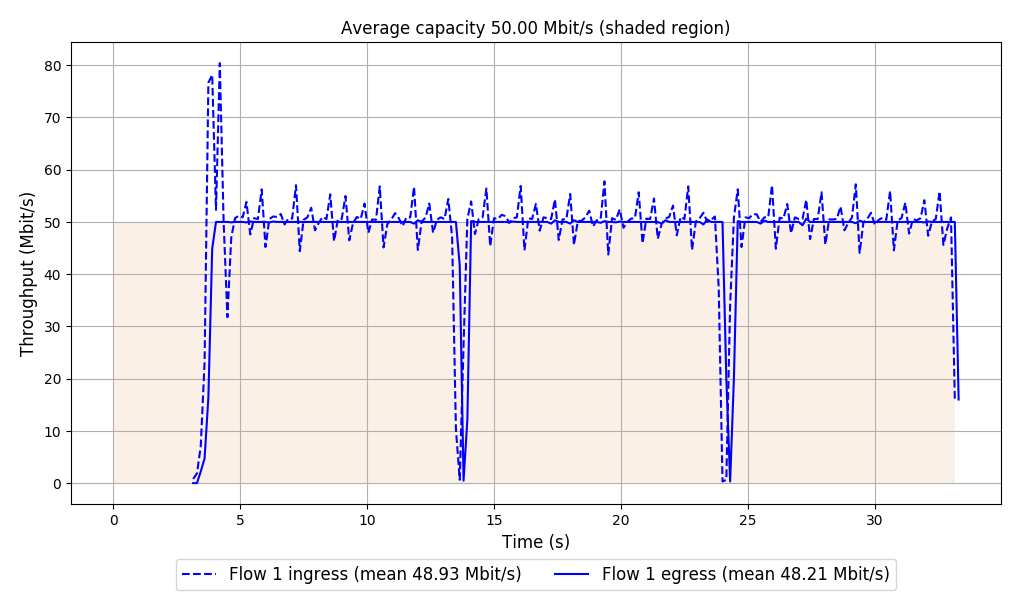 Average capacity 50.00 Mbit/s (shaded region)
Throughput (Mbit/s)
80
70
60
50
40
30
20
10
0
0 5 10 15 20 25 30
Time (s)
Flow 1 ingress (mean 48.93 Mbit/s) Flow 1 egress (mean 48.21 Mbit/s)